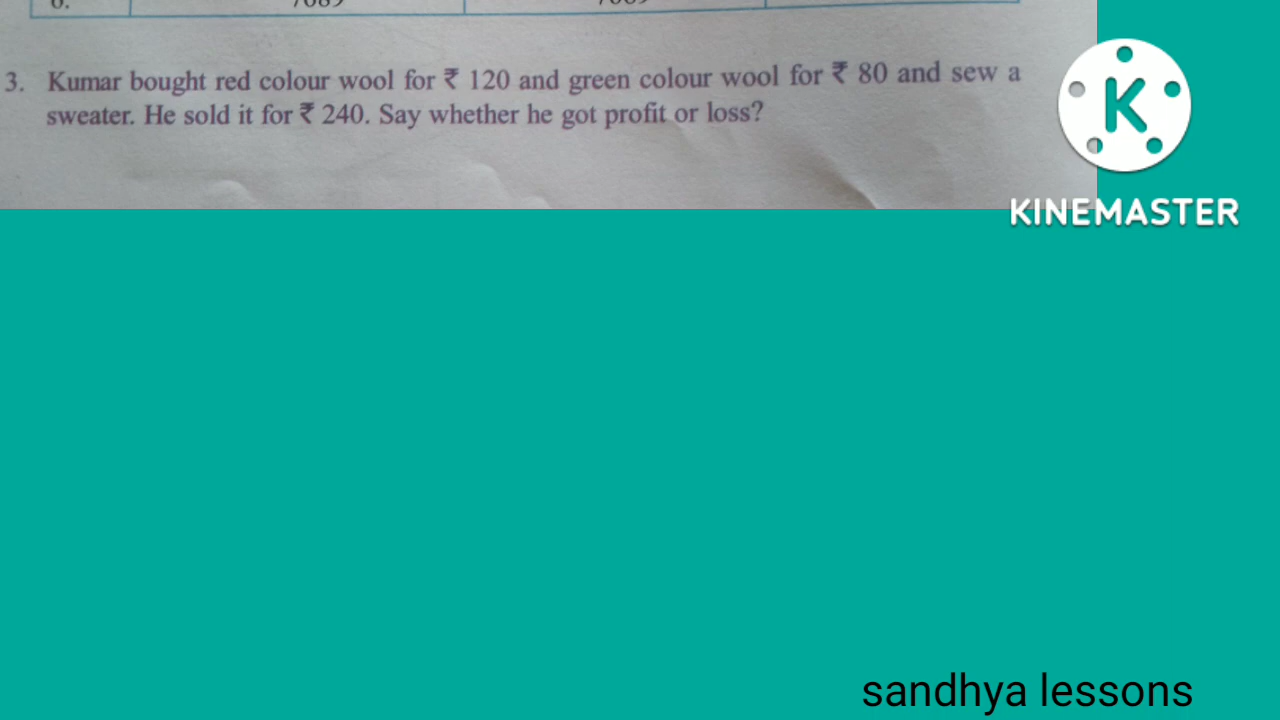 3. Kumar bought red colour wool for ₹ 120 and green colour wool for ₹ 80 and sew a
sweater. He sold it for ₹ 240. Say whether he got profit or loss?
K
KINEMASTER
sandhya lessons